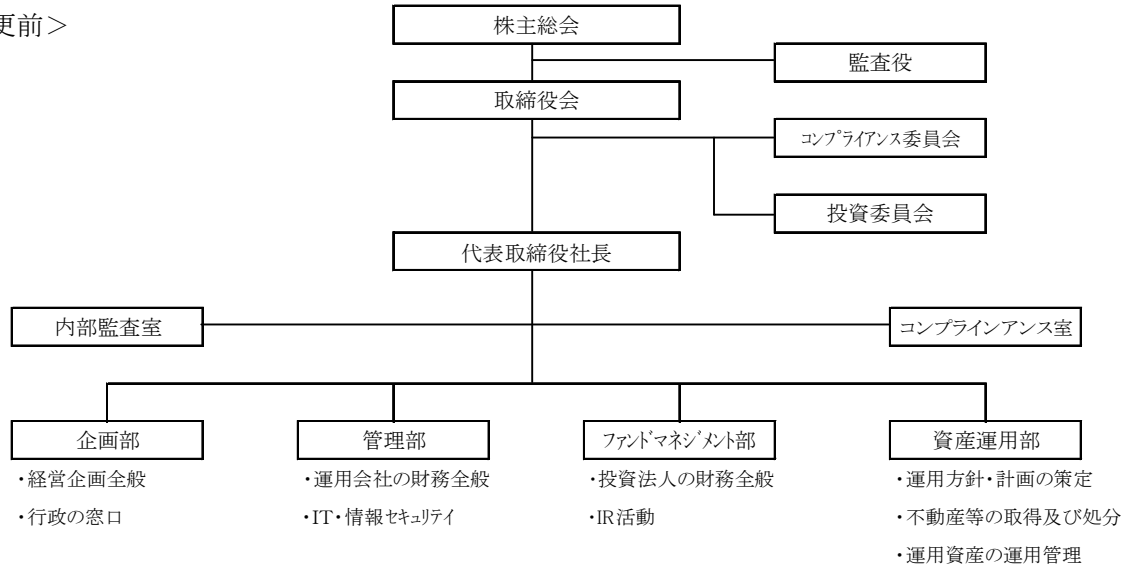 更前＞
株主総会
監査役
取締役会
コンプライアンス委員会
投資委員会
代表取締役社長
内部監査室
コンプラインアンス室
企画部
管理部
ファンドマネジメント部
資産運用部
・経営企画全般
・運用会社の財務全般
・投資法人の財務全般
・運用方針・計画の策定
・行政の窓口
・IT・情報セキュリテイ
・IR活動
・不動産等の取得及び処分
・運用資産の運用管理